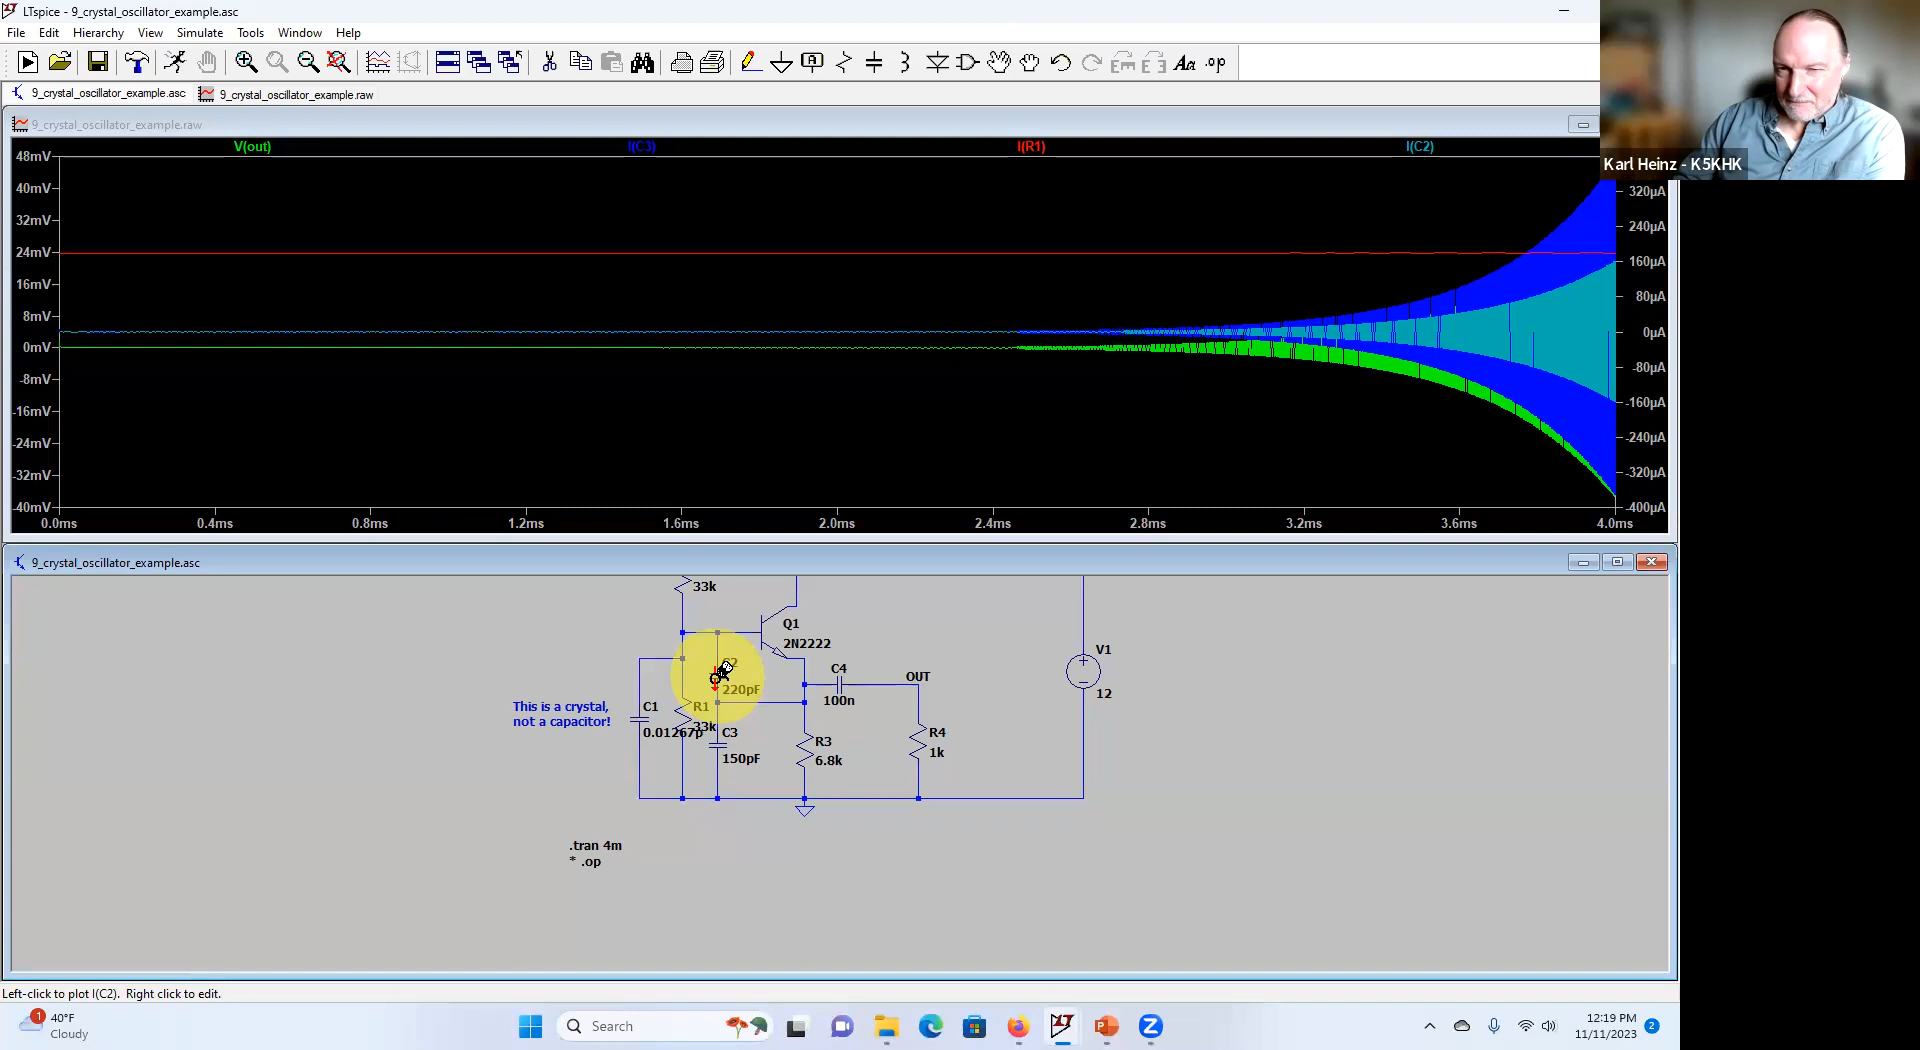 LTspice - 9_crystal_oscillator_example.asc
File Edit Hierarchy View Simulate Tools Window Help
.op
9_crystal_oscillator_example.asc 9_crystal_oscillator_example.raw
9_crystal_oscillator_example.raw
V(out) I(C3) I(R1) I(C2)
Karl Heinz - K5KHK
48mV
40mV 320µA
32mV 240µA
24mV 160µA
16mV 80µA
8mV 0µA
0mV -80µA
-8mV -160µA
-16mV -240µA
-24mV -320µA
-32mV -400µA
-40mV
0.0ms 0.4ms 0.8ms 1.2ms 1.6ms 2.0ms 2.4ms 2.8ms 3.2ms 3.6ms 4.0ms
9_crystal_oscillator_example.asc
33k
Q1
2N2222
C2
220pF
C4
100n
OUT
V1
12
This is a crystal,
not a capacitor!
C1
0.01267p
R1
33k
C3
150pF
R3
6.8k
R4
1k
.tran 4m
* .op
Left-click to plot I(C2). Right click to edit.
1
40°F
Cloudy
Search
12:19 PM
11/11/2023
2